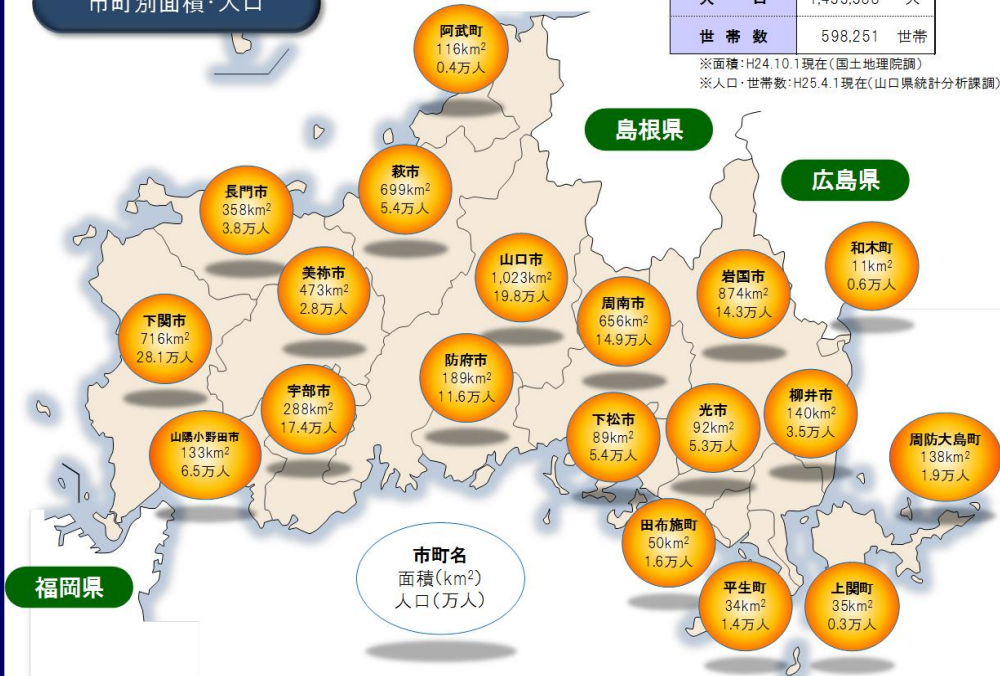 市町別面積・人口
世帯数 598,251 世帯
※面積:H24.10.1現在(国土地理院調)
※人口・世帯数:H25.4.1現在(山口県統計分析課調)
阿武町
116km²
0.4万人
島根県
広島県
萩市
699km²
5.4万人
長門市
358km²
3.8万人
美祢市
473km²
2.8万人
山口市
1,023km²
19.8万人
周南市
656km²
14.9万人
岩国市
874km²
14.3万人
和木町
11km²
0.6万人
下関市
716km²
28.1万人
防府市
189km²
11.6万人
宇部市
288km²
17.4万人
山陽小野田市
133km²
6.5万人
下松市
89km²
5.4万人
光市
92km²
5.3万人
柳井市
140km²
3.5万人
周防大島町
138km²
1.9万人
田布施町
50km²
1.6万人
平生町
34km²
1.4万人
上関町
35km²
0.3万人
市町名
面積(km²)
人口(万人)
福岡県